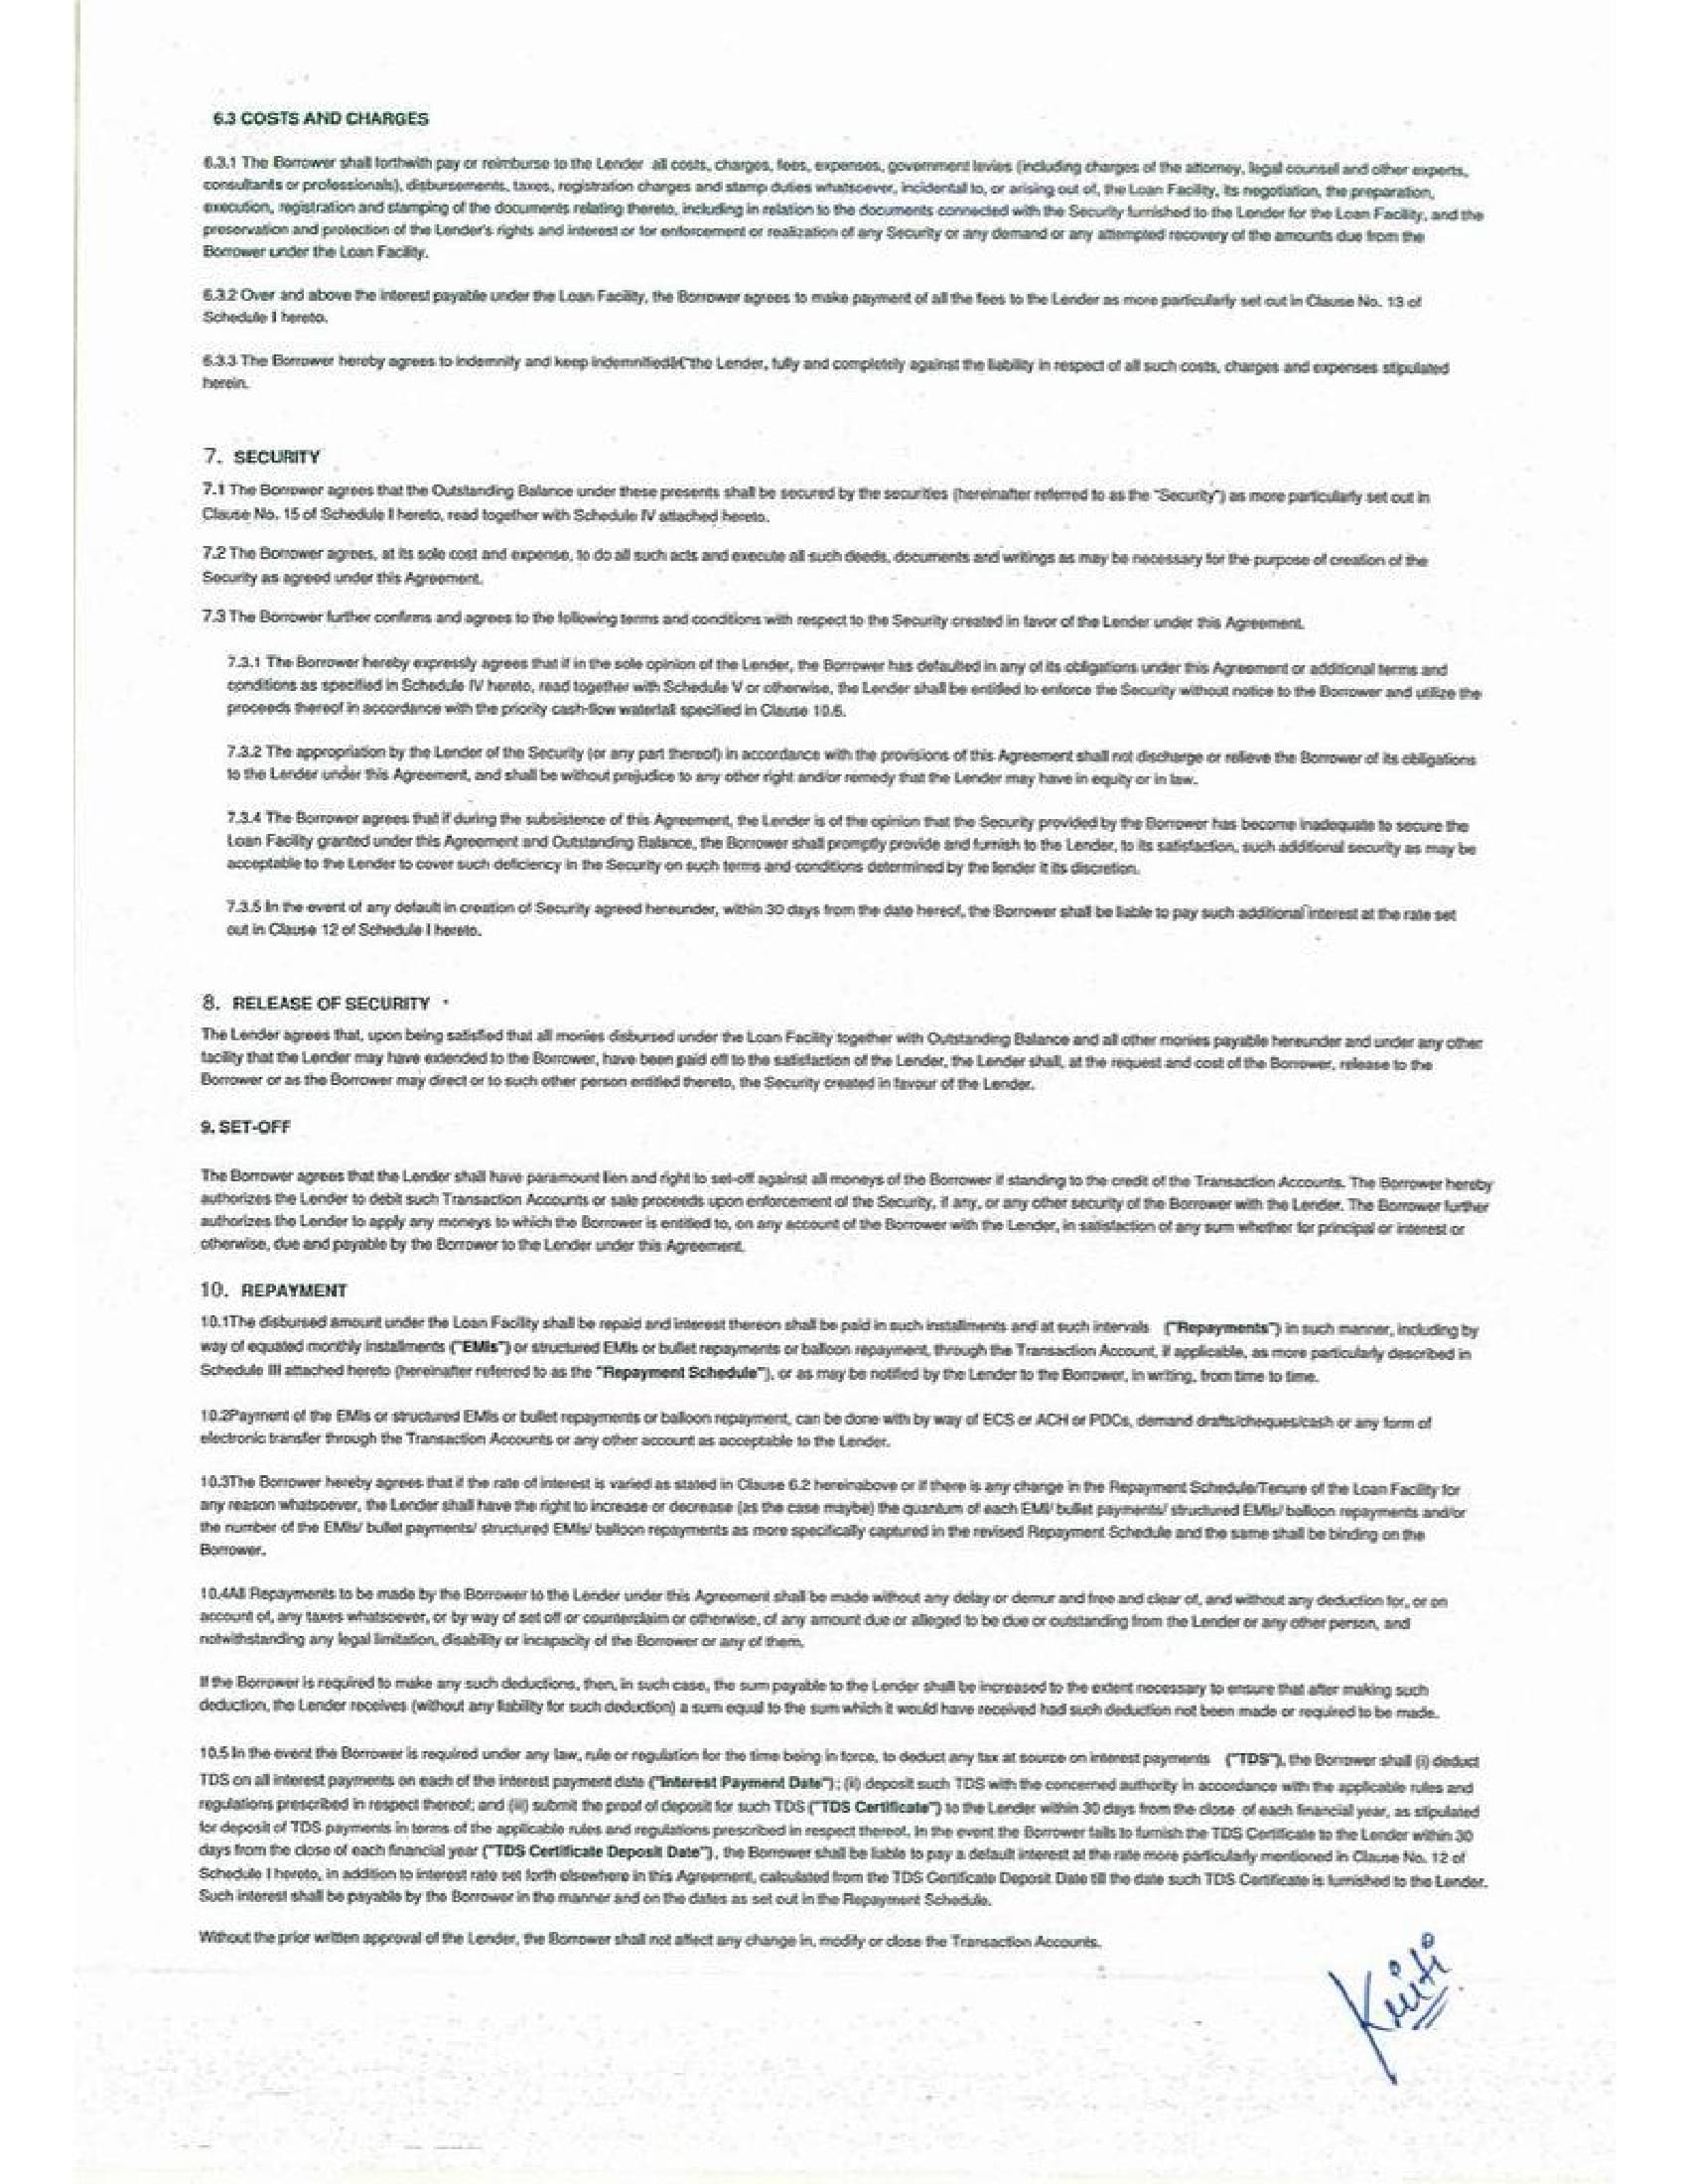 6.3 COSTS AND CHARGES
6.3.1 The Borrower shall forthwith pay or reimburse to the Lender all costs, charges, fees, expenses, government levies (including charges of the attorney, legal counsel and other experts,
consultants or professionals), disbursements, taxes, registration charges and stamp duties whatsoever, incidental to, or arising out of, the Loan Facility, its negotiation, the preparation,
execution, registration and stamping of the documents relating thereto, including in relation to the documents connected with the Security furnished to the Lender for the Loan Facility, and the
preservation and protection of the Lender's rights and interest or for enforcement or realization of any Security or any demand or any attempted recovery of the amounts due from the
Borrower under the Loan Facility.
6.3.2 Over and above the interest payable under the Loan Facility, the Borrower agrees to make payment of all the fees to the Lender as more particularly set out in Clause No. 13 of
Schedule I hereto.
6.3.3 The Borrower hereby agrees to indemnify and keep indemnifiedâ€“the Lender, fully and completely against the liability in respect of all such costs, charges and expenses stipulated
herein.
7. SECURITY
7.1 The Borrower agrees that the Outstanding Balance under these presents shall be secured by the securities (hereinafter referred to as the "Security") as more particularly set out in
Clause No. 15 of Schedule I hereto, read together with Schedule IV attached hereto.
7.2 The Borrower agrees, at its sole cost and expense, to do all such acts and execute all such deeds, documents and writings as may be necessary for the purpose of creation of the
Security as agreed under this Agreement.
7.3 The Borrower further confirms and agrees to the following terms and conditions with respect to the Security created in favor of the Lender under this Agreement.
7.3.1 The Borrower hereby expressly agrees that if in the sole opinion of the Lender, the Borrower has defaulted in any of its obligations under this Agreement or additional terms and
conditions as specified in Schedule IV hereto, read together with Schedule V or otherwise, the Lender shall be entitled to enforce the Security without notice to the Borrower and utilize the
proceeds thereof in accordance with the priority cash-flow waterfall specified in Clause 10.6.
7.3.2 The appropriation by the Lender of the Security (or any part thereof) in accordance with the provisions of this Agreement shall not discharge or relieve the Borrower of its obligations
to the Lender under this Agreement, and shall be without prejudice to any other right and/or remedy that the Lender may have in equity or in law.
7.3.4 The Borrower agrees that if during the subsistence of this Agreement, the Lender is of the opinion that the Security provided by the Borrower has become inadequate to secure the
Loan Facility granted under this Agreement and Outstanding Balance, the Borrower shall promptly provide and furnish to the Lender, to its satisfaction, such additional security as may be
acceptable to the Lender to cover such deficiency in the Security on such terms and conditions determined by the lender it its discretion.
7.3.5 In the event of any default in creation of Security agreed hereunder, within 30 days from the date hereof, the Borrower shall be liable to pay such additional interest at the rate set
out in Clause 12 of Schedule I hereto.
8. RELEASE OF SECURITY
The Lender agrees that, upon being satisfied that all monies disbursed under the Loan Facility together with Outstanding Balance and all other monies payable hereunder and under any other
facility that the Lender may have extended to the Borrower, have been paid off to the satisfaction of the Lender, the Lender shall, at the request and cost of the Borrower, release to the
Borrower or as the Borrower may direct or to such other person entitled thereto, the Security created in favour of the Lender.
9. SET-OFF
The Borrower agrees that the Lender shall have paramount lien and right to set-off against all moneys of the Borrower if standing to the credit of the Transaction Accounts. The Borrower hereby
authorizes the Lender to debit such Transaction Accounts or sale proceeds upon enforcement of the Security, if any, or any other security of the Borrower with the Lender. The Borrower further
authorizes the Lender to apply any moneys to which the Borrower is entitled to, on any account of the Borrower with the Lender, in satisfaction of any sum whether for principal or interest or
otherwise, due and payable by the Borrower to the Lender under this Agreement.
10. REPAYMENT
10.1The disbursed amount under the Loan Facility shall be repaid and interest thereon shall be paid in such installments and at such intervals ("Repayments") in such manner, including by
way of equated monthly installments ("EMIs") or structured EMIs or bullet repayments or balloon repayment, through the Transaction Account, if applicable, as more particularly described in
Schedule III attached hereto (hereinafter referred to as the "Repayment Schedule"), or as may be notified by the Lender to the Borrower, in writing, from time to time.
10.2Payment of the EMIs or structured EMIs or bullet repayments or balloon repayment, can be done with by way of ECS or ACH or PDCs, demand drafts/cheques/cash or any form of
electronic transfer through the Transaction Accounts or any other account as acceptable to the Lender.
10.3The Borrower hereby agrees that if the rate of interest is varied as stated in Clause 6.2 hereinabove or if there is any change in the Repayment Schedule/Tenure of the Loan Facility for
any reason whatsoever, the Lender shall have the right to increase or decrease (as the case maybe) the quantum of each EMI/ bullet payments/ structured EMIs/ balloon repayments and/or
the number of the EMIs/ bullet payments/ structured EMIs/ balloon repayments as more specifically captured in the revised Repayment Schedule and the same shall be binding on the
Borrower.
10.4All Repayments to be made by the Borrower to the Lender under this Agreement shall be made without any delay or demur and free and clear of, and without any deduction for, or on
account of, any taxes whatsoever, or by way of set off or counterclaim or otherwise, of any amount due or alleged to be due or outstanding from the Lender or any other person, and
notwithstanding any legal limitation, disability or incapacity of the Borrower or any of them.
If the Borrower is required to make any such deductions, then, in such case, the sum payable to the Lender shall be increased to the extent necessary to ensure that after making such
deduction, the Lender receives (without any liability for such deduction) a sum equal to the sum which it would have received had such deduction not been made or required to be made.
10.5 In the event the Borrower is required under any law, rule or regulation for the time being in force, to deduct any tax at source on interest payments ("TDS"), the Borrower shall (i) deduct
TDS on all interest payments on each of the interest payment date ("Interest Payment Date"); (ii) deposit such TDS with the concerned authority in accordance with the applicable rules and
regulations prescribed in respect thereof; and (iii) submit the proof of deposit for such TDS ("TDS Certificate") to the Lender within 30 days from the close of each financial year, as stipulated
for deposit of TDS payments in terms of the applicable rules and regulations prescribed in respect thereof. In the event the Borrower fails to furnish the TDS Certificate to the Lender within 30
days from the close of each financial year ("TDS Certificate Deposit Date"), the Borrower shall be liable to pay a default interest at the rate more particularly mentioned in Clause No. 12 of
Schedule I hereto, in addition to interest rate set forth elsewhere in this Agreement, calculated from the TDS Certificate Deposit Date till the date such TDS Certificate is furnished to the Lender.
Such interest shall be payable by the Borrower in the manner and on the dates as set out in the Repayment Schedule.
Without the prior written approval of the Lender, the Borrower shall not affect any change in, modify or close the Transaction Accounts.